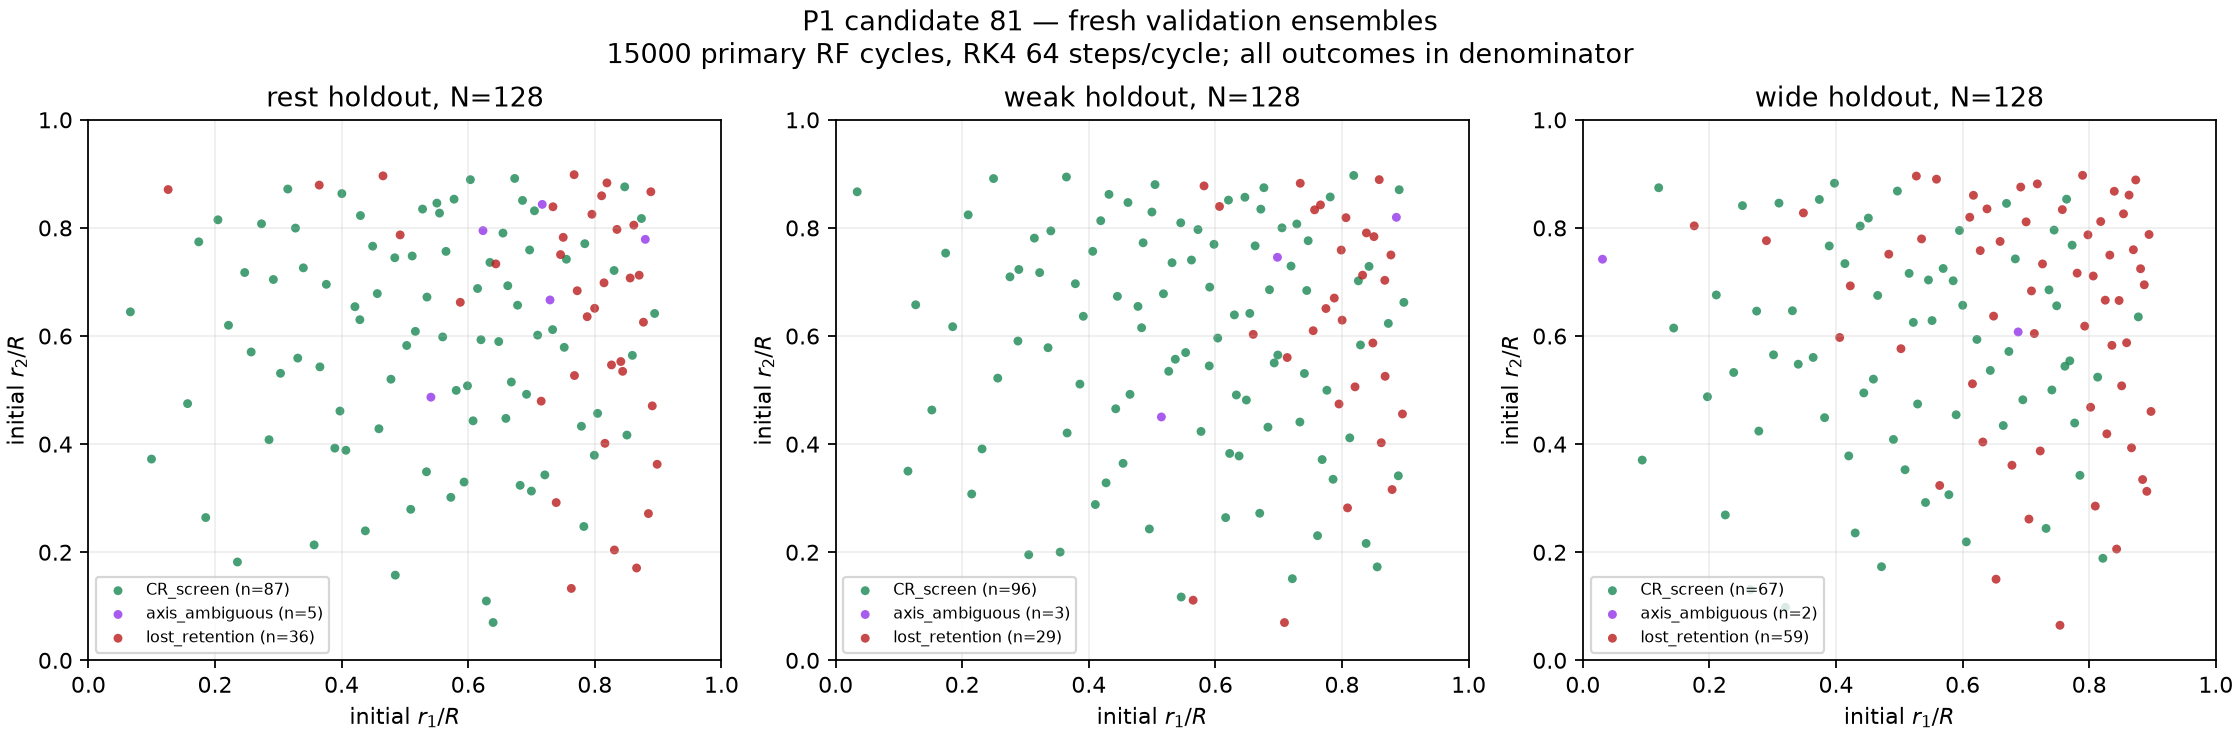 P1 candidate 81 — fresh validation ensembles
15000 primary RF cycles, RK4 64 steps/cycle; all outcomes in denominator
rest holdout, N=128
1.0
0.8
0.6
0.4
0.2
0.0
initial r₂/R
CR_screen (n=87)
axis_ambiguous (n=5)
lost_retention (n=36)
0.0 0.2 0.4 0.6 0.8 1.0
initial r₁/R
weak holdout, N=128
1.0
0.8
0.6
0.4
0.2
0.0
initial r₂/R
CR_screen (n=96)
axis_ambiguous (n=3)
lost_retention (n=29)
0.0 0.2 0.4 0.6 0.8 1.0
initial r₁/R
wide holdout, N=128
1.0
0.8
0.6
0.4
0.2
0.0
initial r₂/R
CR_screen (n=67)
axis_ambiguous (n=2)
lost_retention (n=59)
0.0 0.2 0.4 0.6 0.8 1.0
initial r₁/R